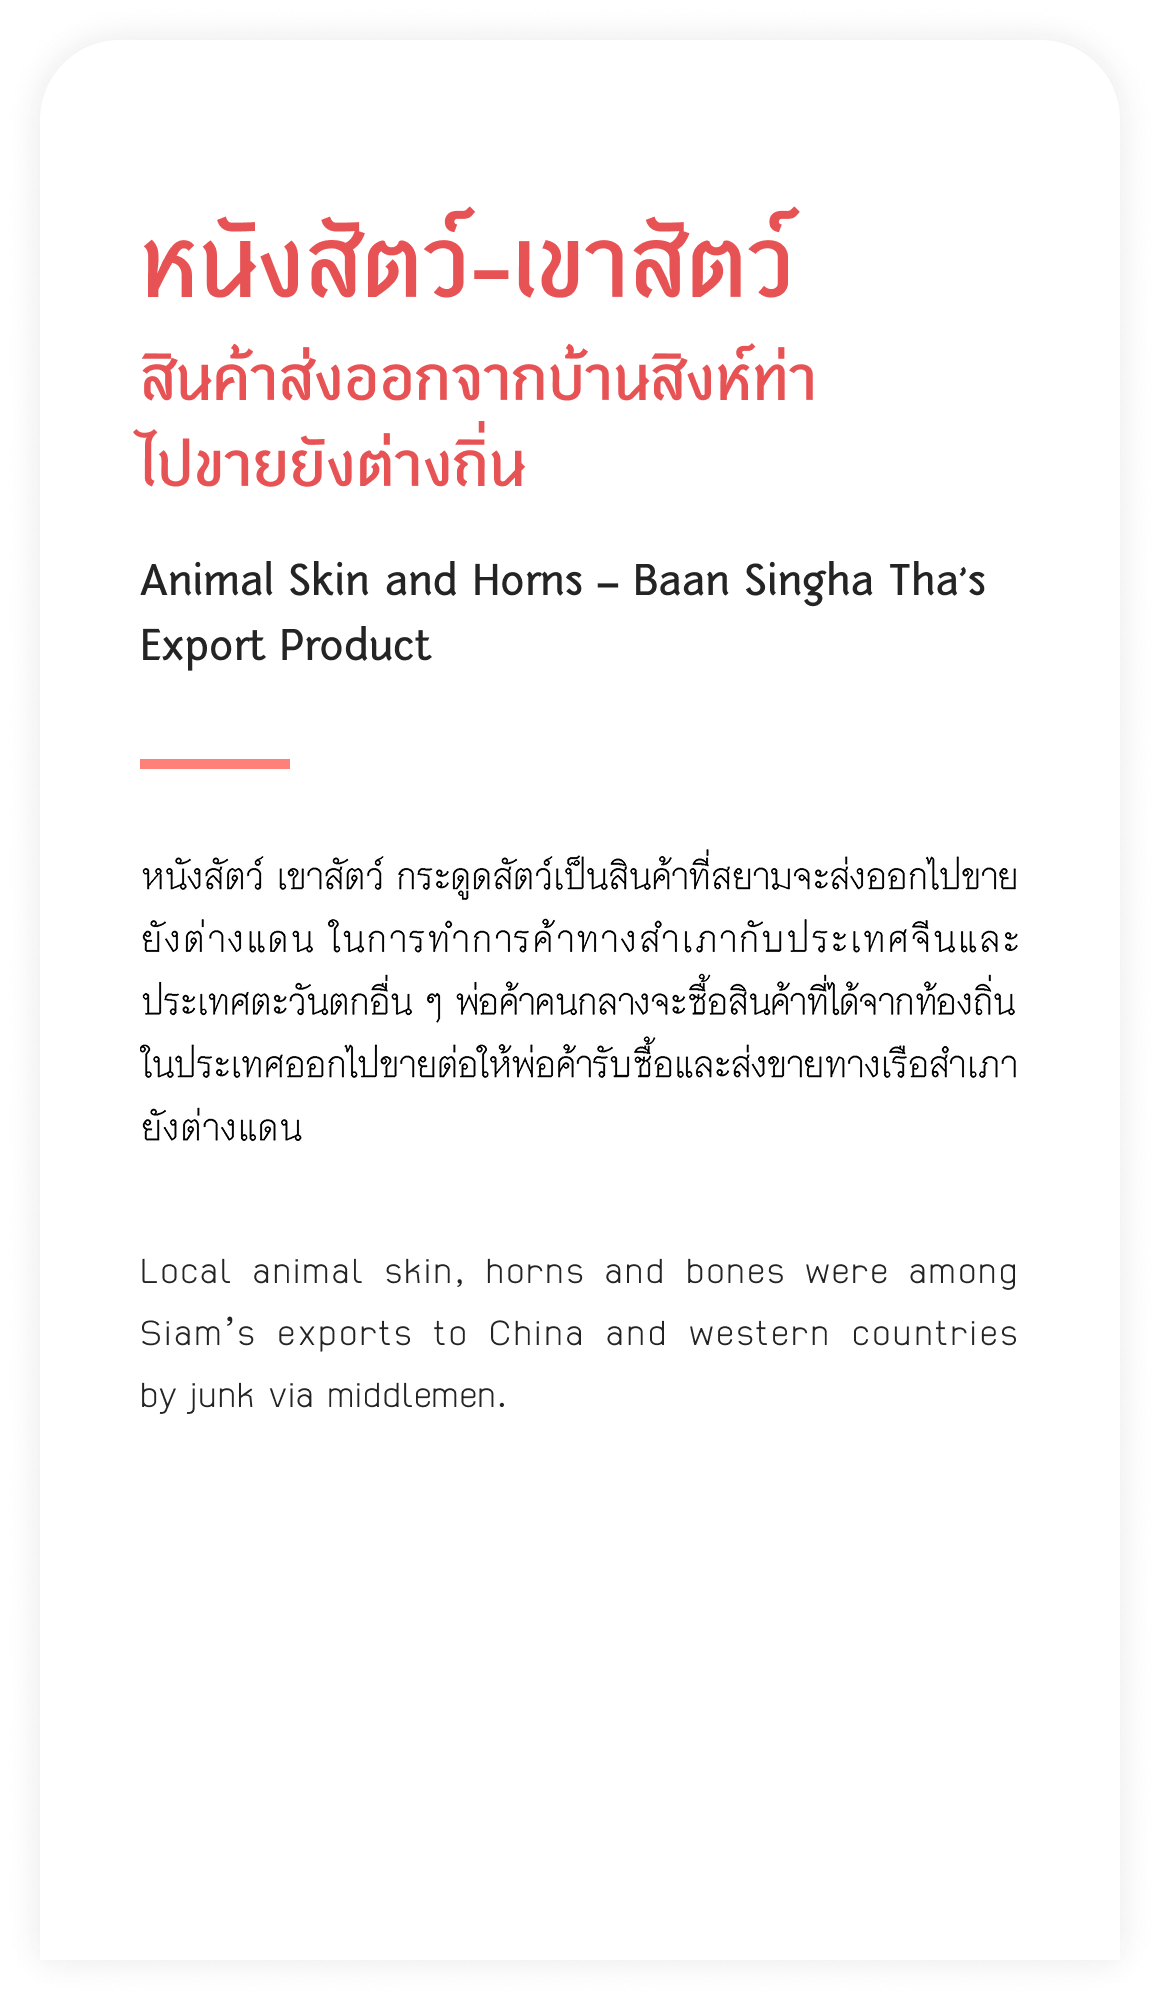 หนังสัตว์-เขาสัตว์
สินค้าส่งออกจากบ้านสิงห์ท่า
ไปขายยังต่างถิ่น
Animal Skin and Horns – Baan Singha Tha’s
Export Product
หนังสัตว์ เขาสัตว์ กระดูดสัตว์เป็นสินค้าที่สยามจะส่งออกไปขาย
ยังต่างแดน ในการทำการค้าทางสำเภากับประเทศจีนและ
ประเทศตะวันตกอื่น ๆ พ่อค้าคนกลางจะซื้อสินค้าที่ได้จากท้องถิ่น
ในประเทศออกไปขายต่อให้พ่อค้ารับซื้อและส่งขายทางเรือสำเภา
ยังต่างแดน
Local animal skin, horns and bones were among
Siam’s exports to China and western countries
by junk via middlemen.